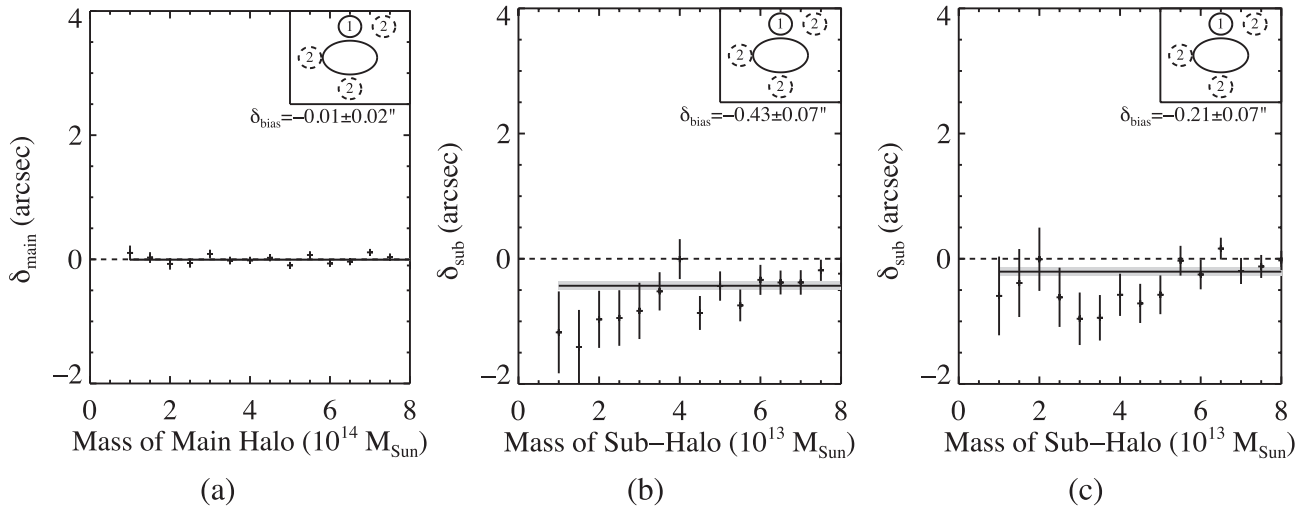 4
2
0
−2
δmain (arcsec)
1
2
2
2
δbias=−0.01±0.02"
0 2 4 6 8
Mass of Main Halo (10^14 MSun)
(a)
4
2
0
−2
δsub (arcsec)
1
2
2
2
δbias=−0.43±0.07"
0 2 4 6 8
Mass of Sub−Halo (10^13 MSun)
(b)
4
2
0
−2
δsub (arcsec)
1
2
2
2
δbias=−0.21±0.07"
0 2 4 6 8
Mass of Sub−Halo (10^13 MSun)
(c)